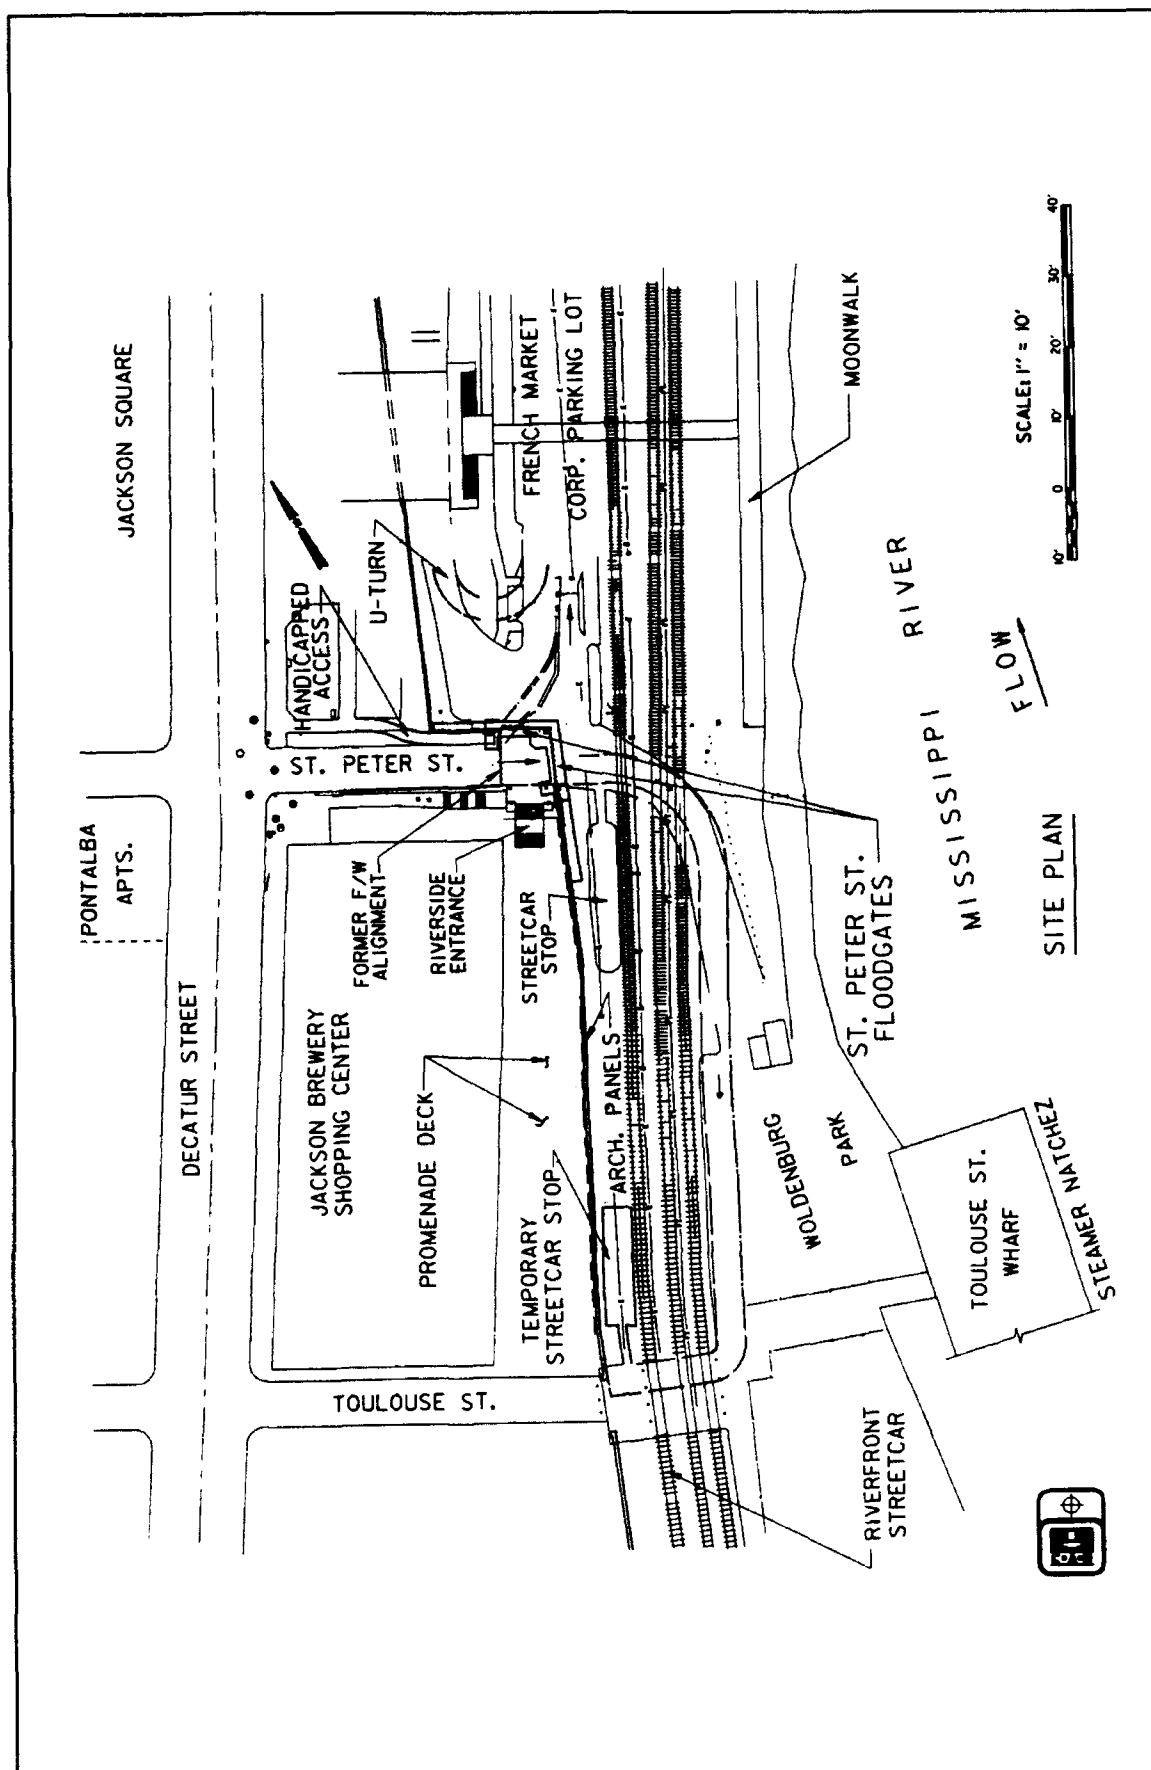 JACKSON SQUARE
PONTALBA
APTS.
DECATUR STREET
HANDICAPPED
ACCESS
U-TURN
FRENCH MARKET
CORP. PARKING LOT
ST. PETER ST.
FORMER F/W
ALIGNMENT
RIVERSIDE
ENTRANCE
STREETCAR
STOP
JACKSON BREWERY
SHOPPING CENTER
PROMENADE DECK
ARCH. PANELS
TEMPORARY
STREETCAR STOP
TOULOUSE ST.
MOONWALK
MISSISSIPPI RIVER
FLOW
ST. PETER ST.
FLOODGATES
WOLDENBURG
PARK
TOULOUSE ST.
WHARF
STEAMER NATCHEZ
RIVERFRONT
STREETCAR
SCALE: 1" = 10'
10' 0 10' 20' 30' 40'
SITE PLAN